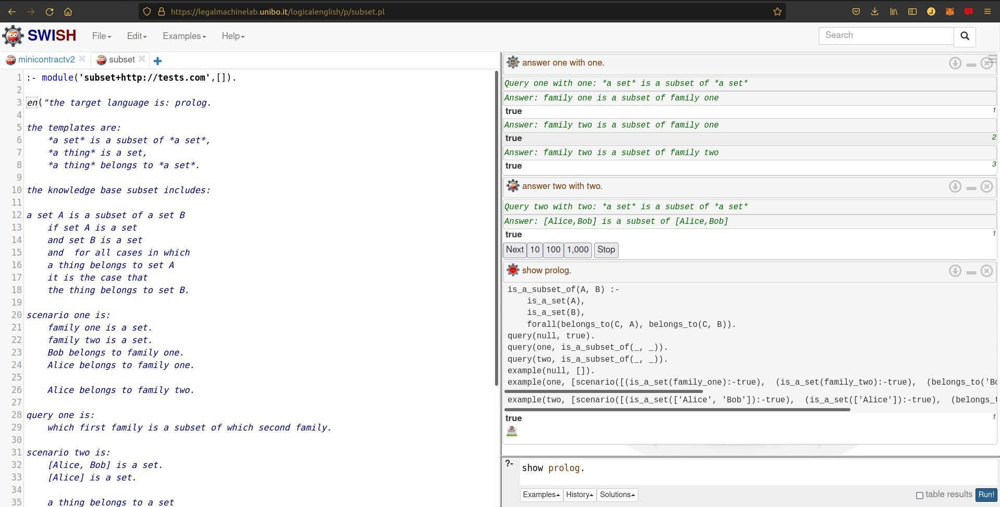 https://legalmachinelab.unibo.it/logicalenglish/p/subset.pl
SWISH File Edit Examples Help Search
minicontractv2 subset
1 :- module('subset+http://tests.com',[]).
2
3 en("the target language is: prolog.
4
5 the templates are:
6 *a set* is a subset of *a set*,
7 *a thing* is a set,
8 *a thing* belongs to *a set*.
9
10 the knowledge base subset includes:
11
12 a set A is a subset of a set B
13 if set A is a set
14 and set B is a set
15 and  for all cases in which
16 a thing belongs to set A
17 it is the case that
18 the thing belongs to set B.
19
20 scenario one is:
21 family one is a set.
22 family two is a set.
23 Bob belongs to family one.
24 Alice belongs to family one.
25
26 Alice belongs to family two.
27
28 query one is:
29 which first family is a subset of which second family.
30
31 scenario two is:
32 [Alice, Bob] is a set.
33 [Alice] is a set.
34
35 a thing belongs to a set
answer one with one.
Query one with one: *a set* is a subset of *a set*
Answer: family one is a subset of family one
true 1
Answer: family two is a subset of family one
true 2
Answer: family two is a subset of family two
true 3
answer two with two.
Query two with two: *a set* is a subset of *a set*
Answer: [Alice,Bob] is a subset of [Alice,Bob]
true 1
Next 10 100 1,000 Stop
show prolog.
is_a_subset_of(A, B) :-
is_a_set(A),
is_a_set(B),
forall(belongs_to(C, A), belongs_to(C, B)).
query(null, true).
query(one, is_a_subset_of(_, _)).
query(two, is_a_subset_of(_, _)).
example(null, []).
example(one, [scenario([(is_a_set(family_one):-true),  (is_a_set(family_two):-true),  (belongs_to('Bo
example(two, [scenario([(is_a_set(['Alice', 'Bob']):-true),  (is_a_set(['Alice']):-true),  (belongs_t
true 1
?- show prolog.
Examples History Solutions table results Run!